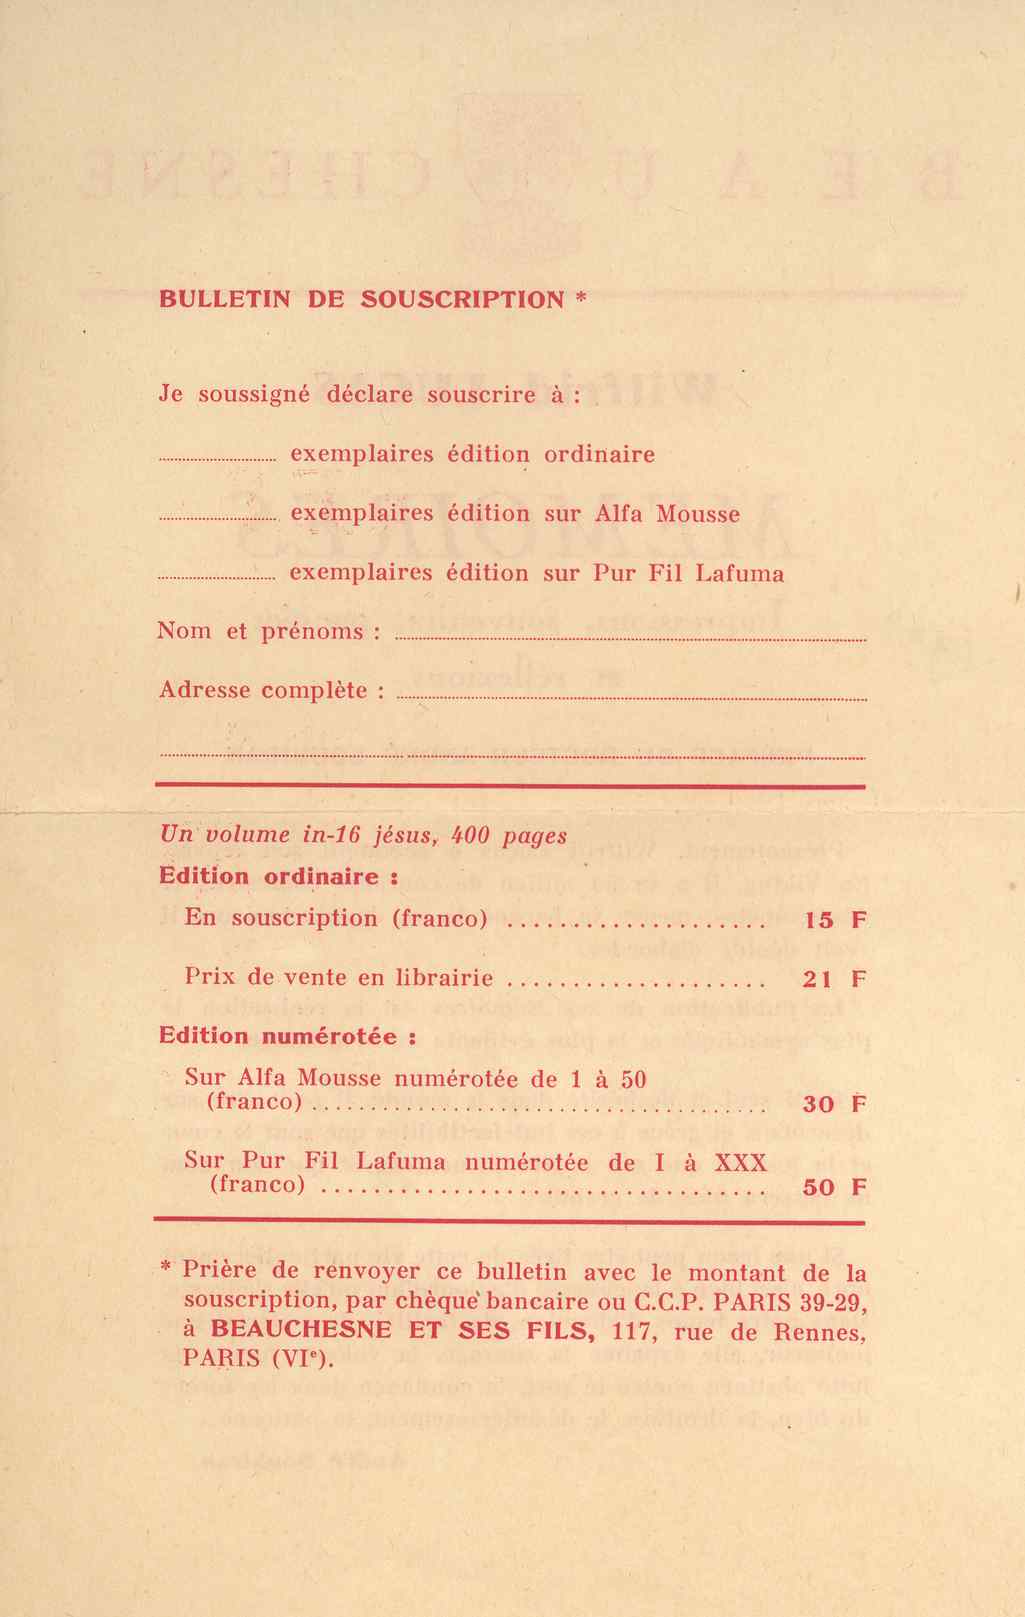 BULLETIN DE SOUSCRIPTION *
Je soussigné déclare souscrire à :
............................ exemplaires édition ordinaire
............................ exemplaires édition sur Alfa Mousse
............................ exemplaires édition sur Pur Fil Lafuma
Nom et prénoms : ............................
Adresse complète : ............................
............................
Un volume in-16 jésus, 400 pages
Edition ordinaire :
En souscription (franco) .................... 15 F
Prix de vente en librairie .................... 21 F
Edition numérotée :
Sur Alfa Mousse numérotée de 1 à 50
(franco) .................................... 30 F
Sur Pur Fil Lafuma numérotée de I à XXX
(franco) .................................. 50 F
* Prière de renvoyer ce bulletin avec le montant de la
souscription, par chèque bancaire ou C.C.P. PARIS 39-29,
à BEAUCHESNE ET SES FILS, 117, rue de Rennes,
PARIS (VIe).